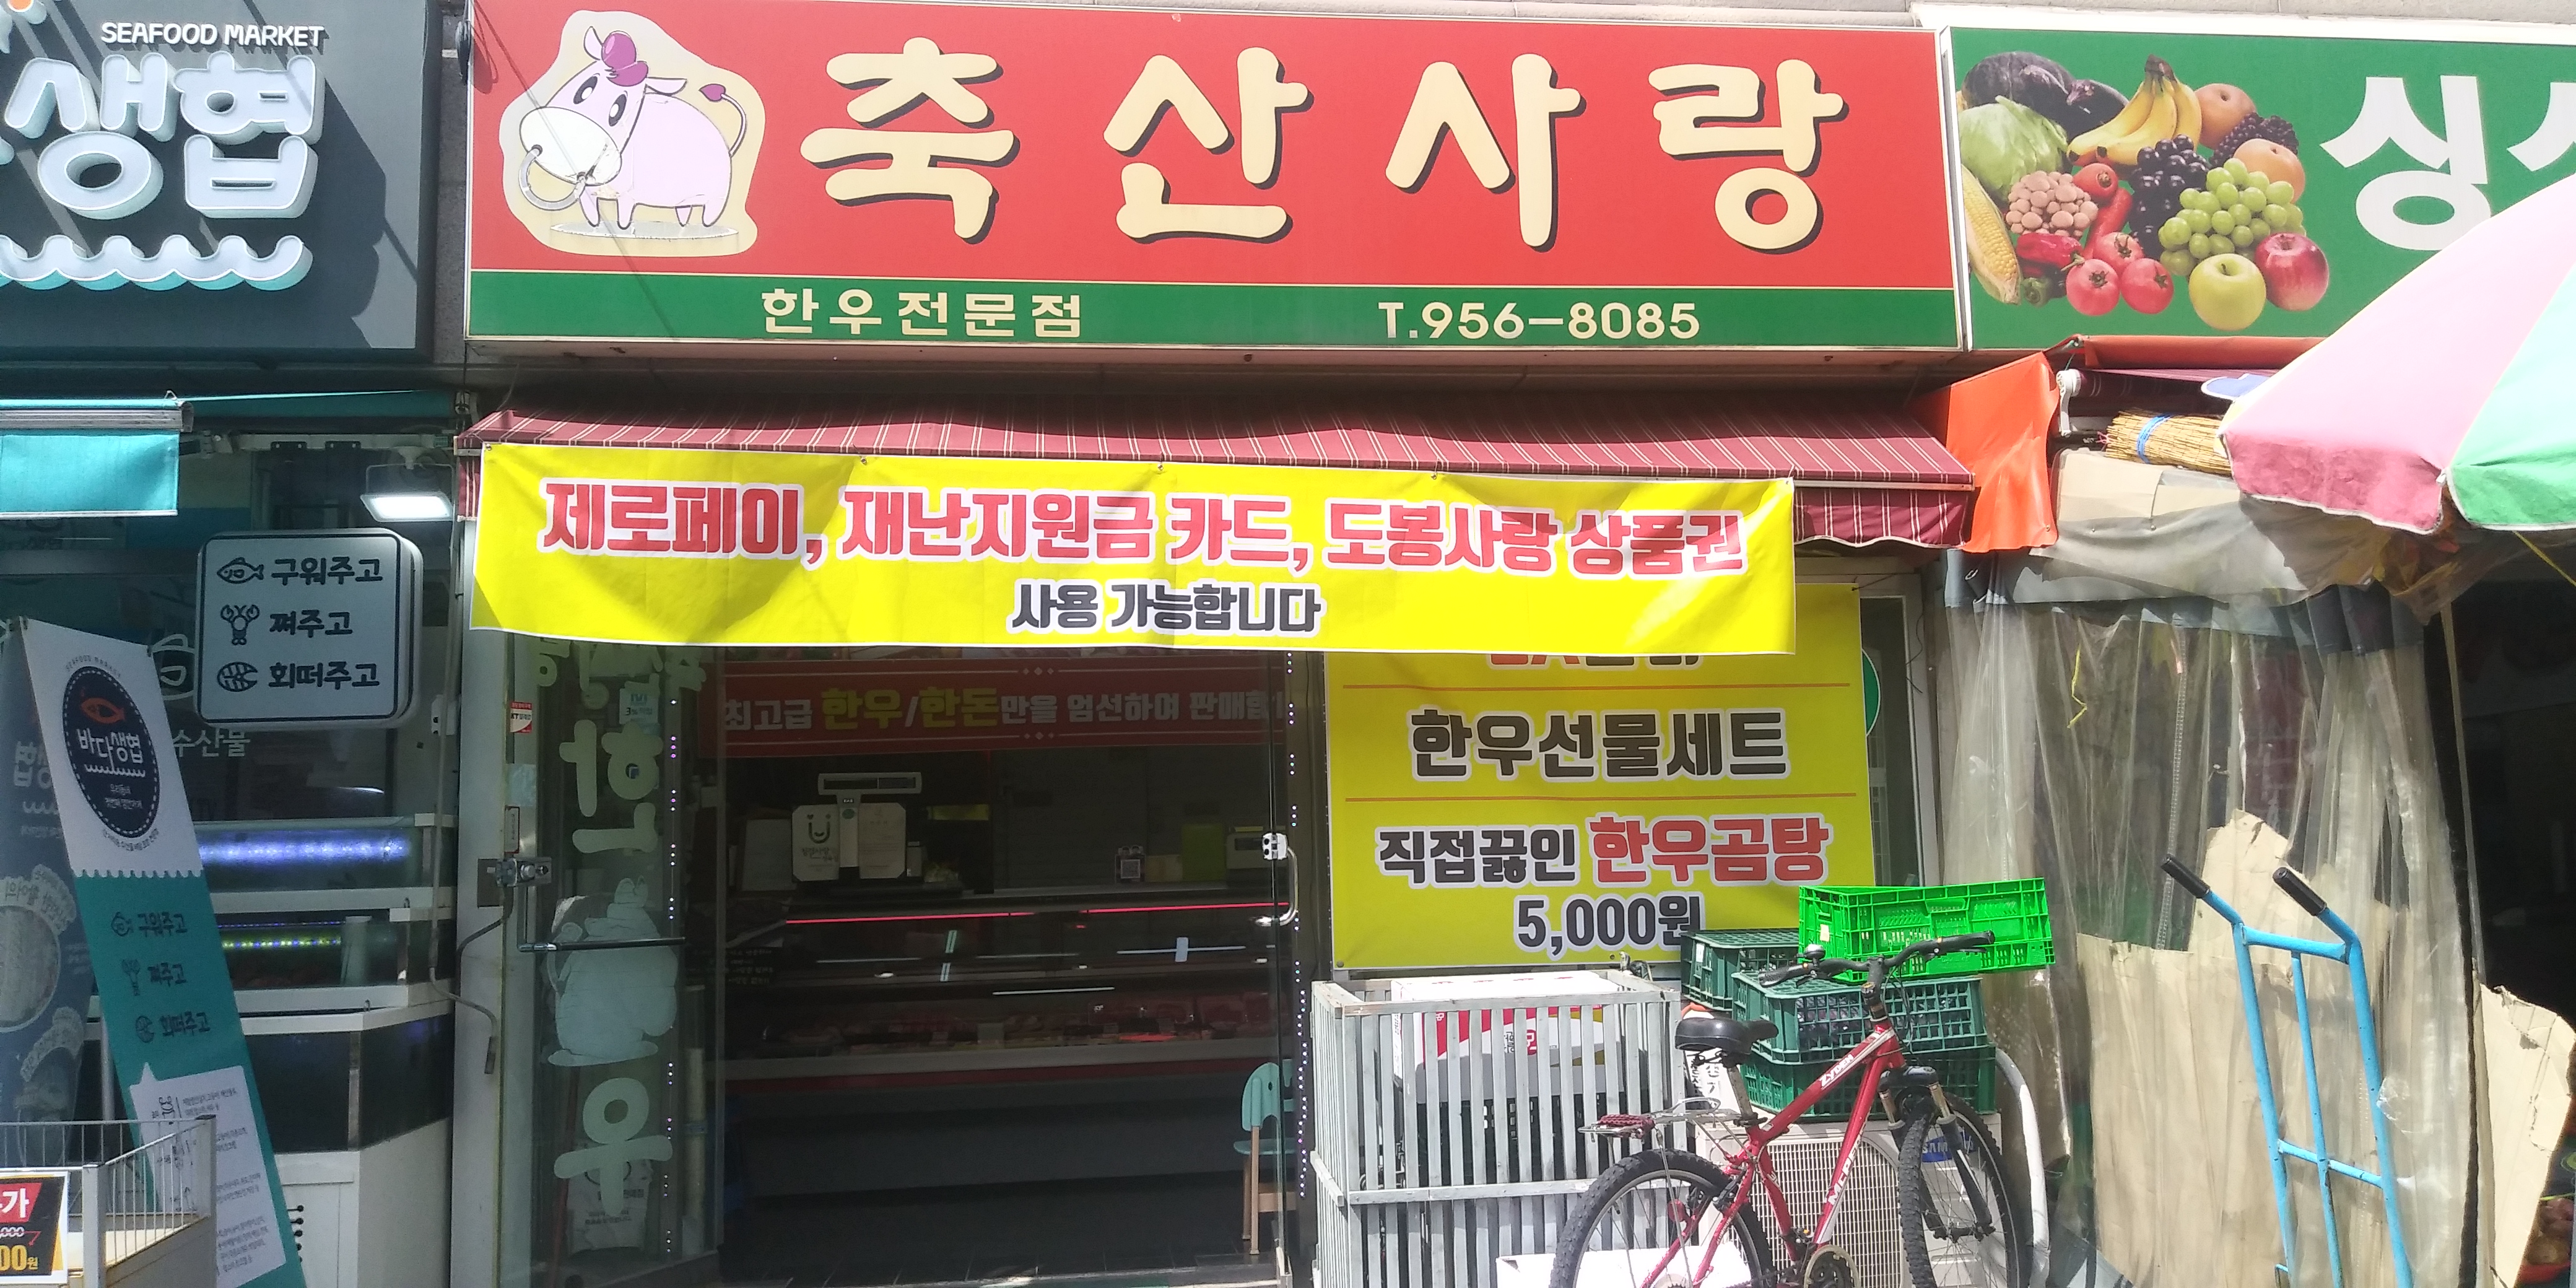 SEAFOOD MARKET
생협
축산사랑
한우전문점
T.956-8085
싱
제로페이, 재난지원금 카드, 도봉사랑 상품권
사용 가능합니다
구워주고
쪄주고
회떠주고
바다생협
수산물
구워주고
쪄주고
회떠주고
최고급 한우/한돈만을 엄선하여
한우선물세트
직접끓인 한우곰탕
5,000원
한우